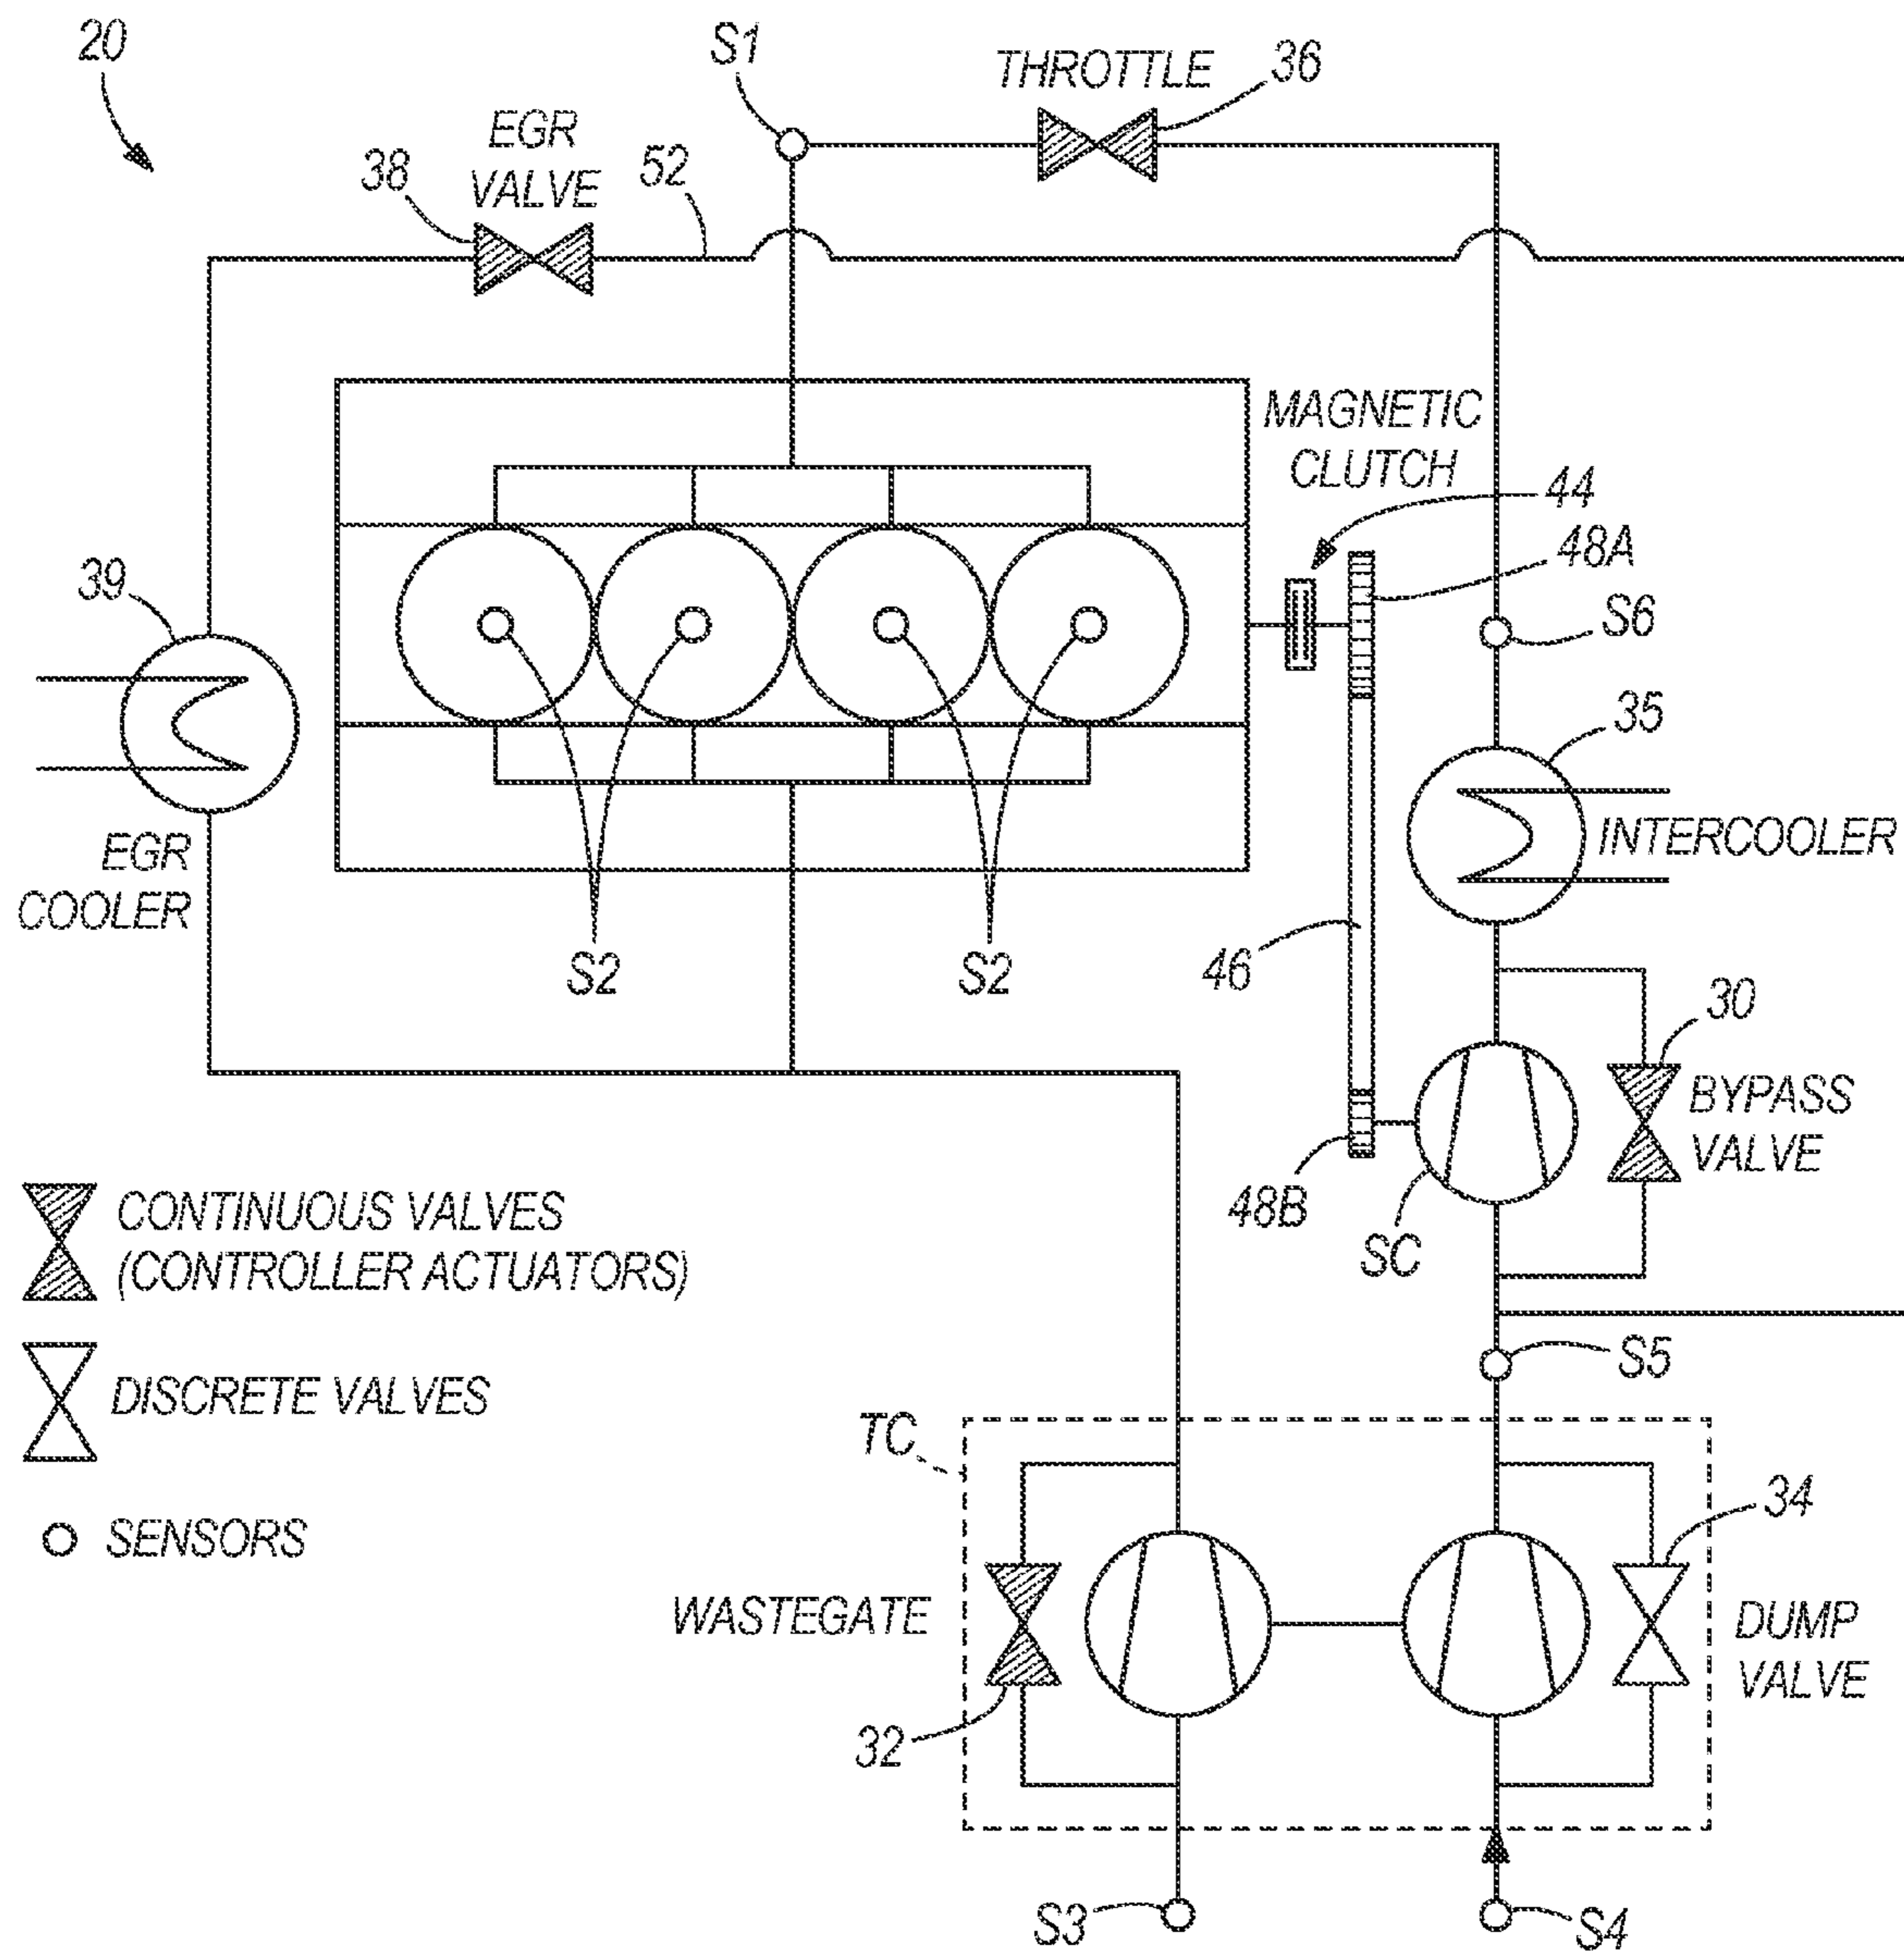 20
S1
THROTTLE
36
EGR
VALVE
38
52
MAGNETIC
CLUTCH
44
48A
39
S6
35
INTERCOOLER
EGR
COOLER
S2
S2
46
30
BYPASS
VALVE
48B
SC
CONTINUOUS VALVES
(CONTROLLER ACTUATORS)
DISCRETE VALVES
SENSORS
S5
TC
34
WASTEGATE
DUMP
VALVE
32
S3
S4